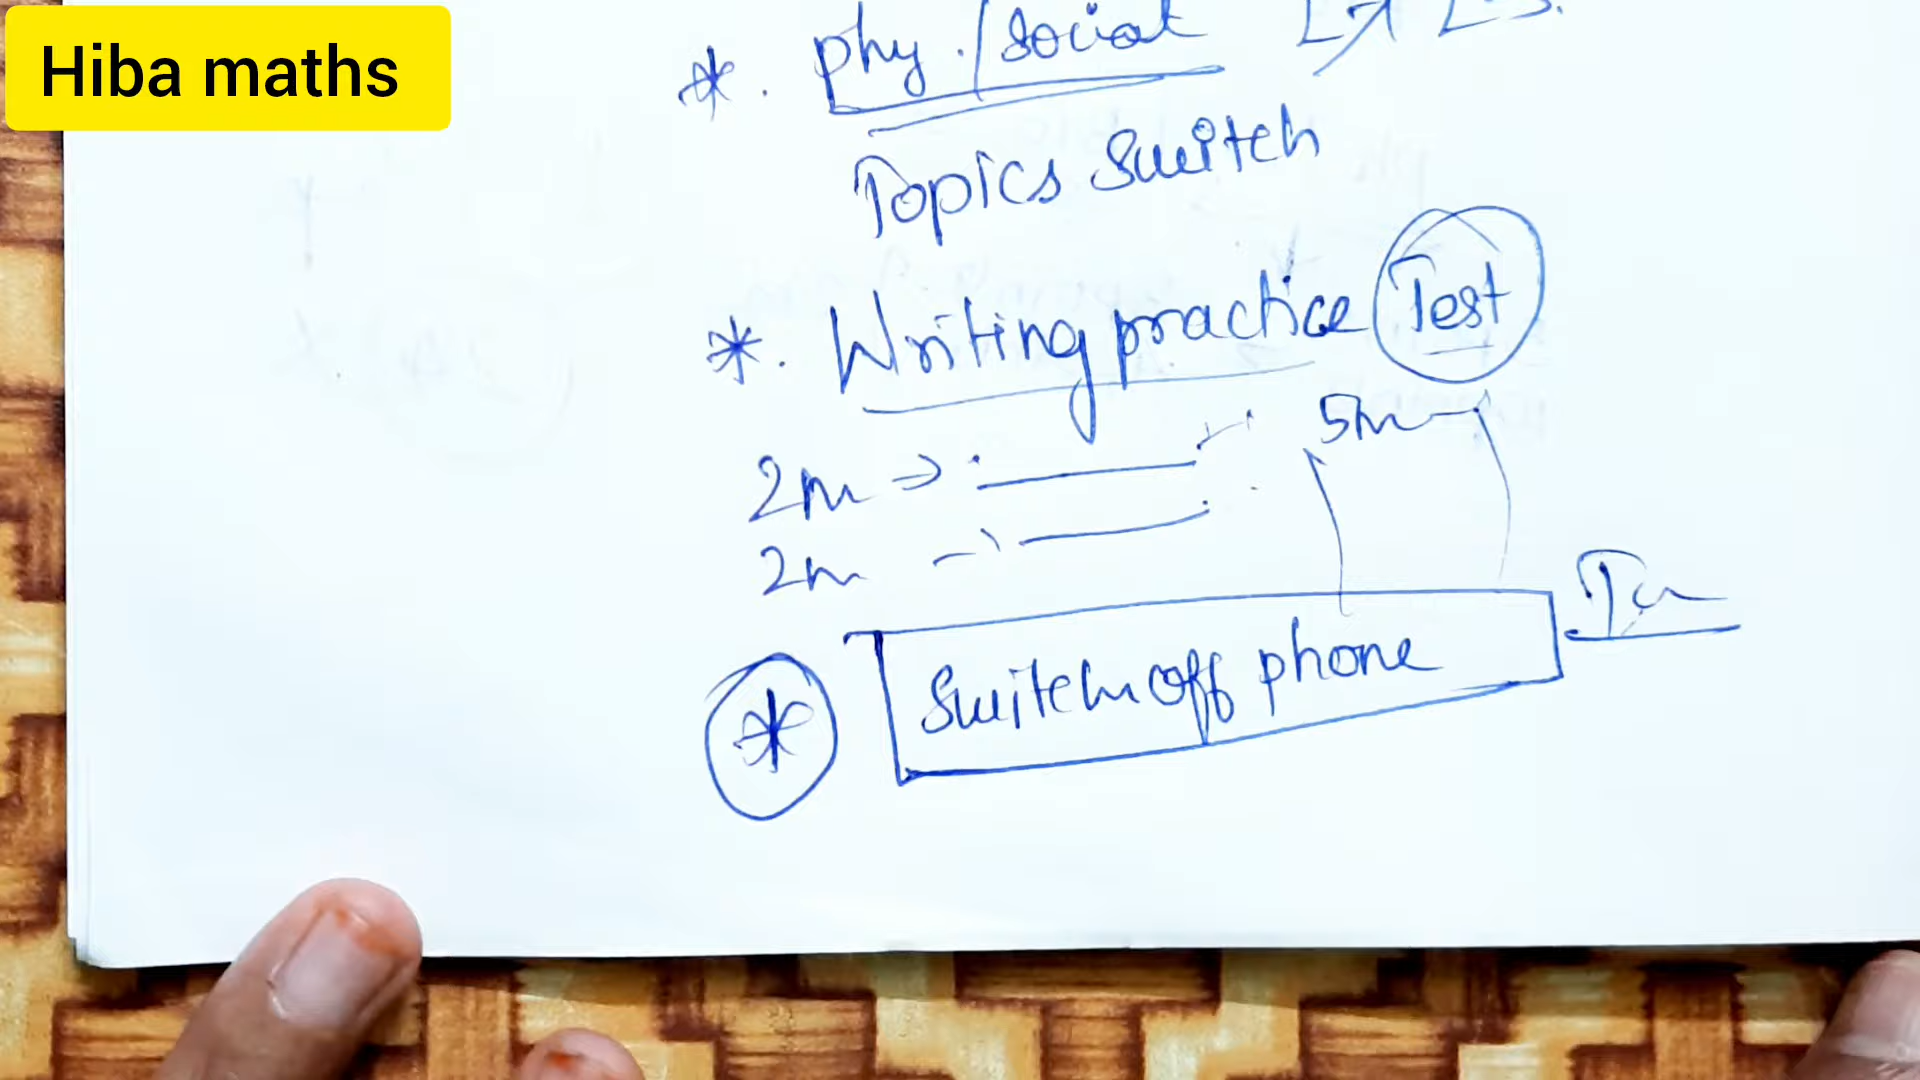 Hiba maths
*. phy./social
Topics Switch
*. Writing practice Test
2m →
5m
2m →
* Switch off phone